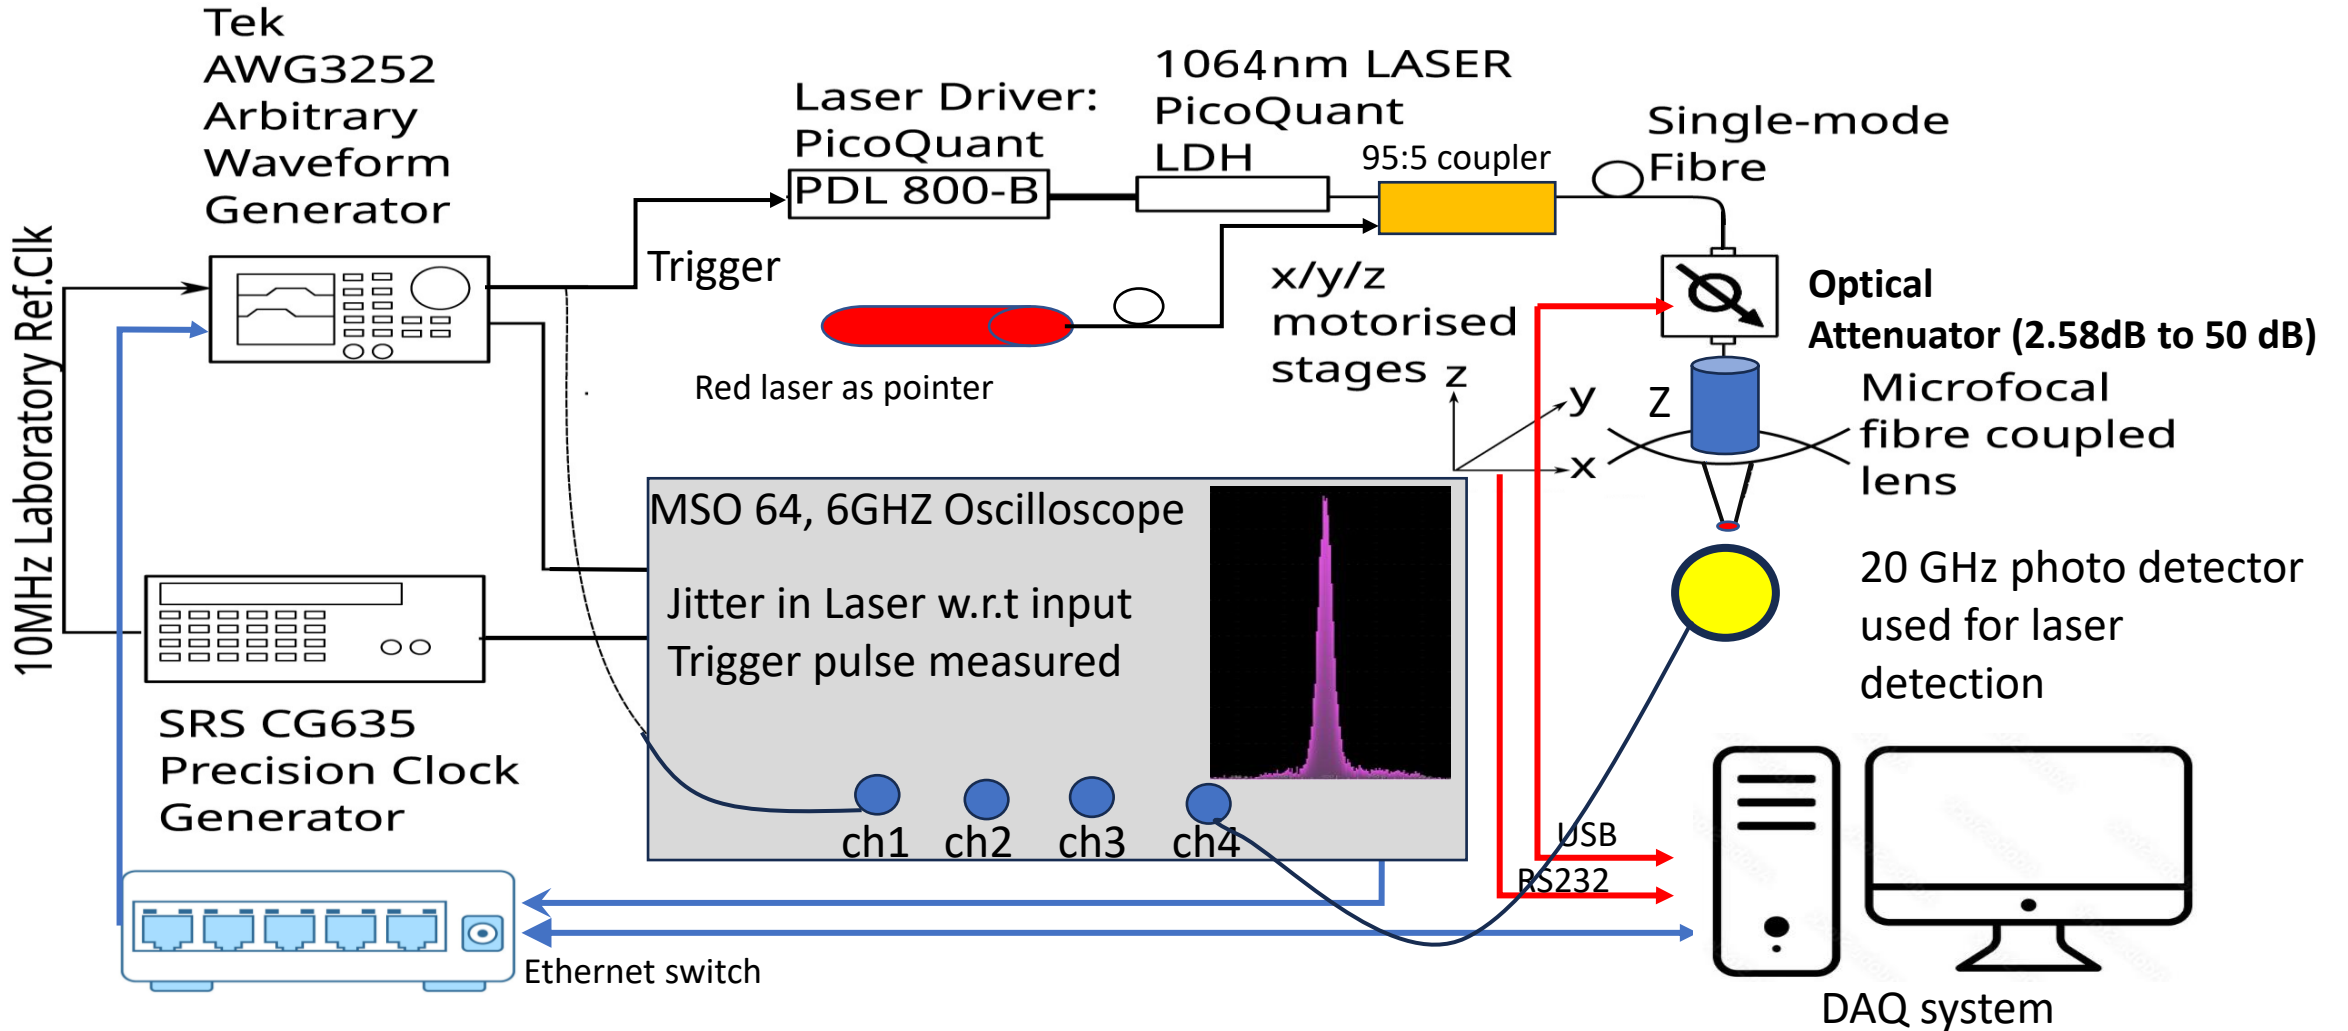 Tek
AWG3252
Arbitrary
Waveform
Generator
Laser Driver:
PicoQuant
PDL 800-B
1064nm LASER
PicoQuant
LDH
95:5 coupler
Single-mode
Fibre
10MHz Laboratory Ref.Clk
Trigger
Red laser as pointer
x/y/z
motorised
stages
z
y
x
Z
Optical
Attenuator (2.58dB to 50 dB)
Microfocal
fibre coupled
lens
MSO 64, 6GHZ Oscilloscope
Jitter in Laser w.r.t input
Trigger pulse measured
20 GHz photo detector
used for laser
detection
SRS CG635
Precision Clock
Generator
ch1
ch2
ch3
ch4
USB
RS232
Ethernet switch
DAQ system